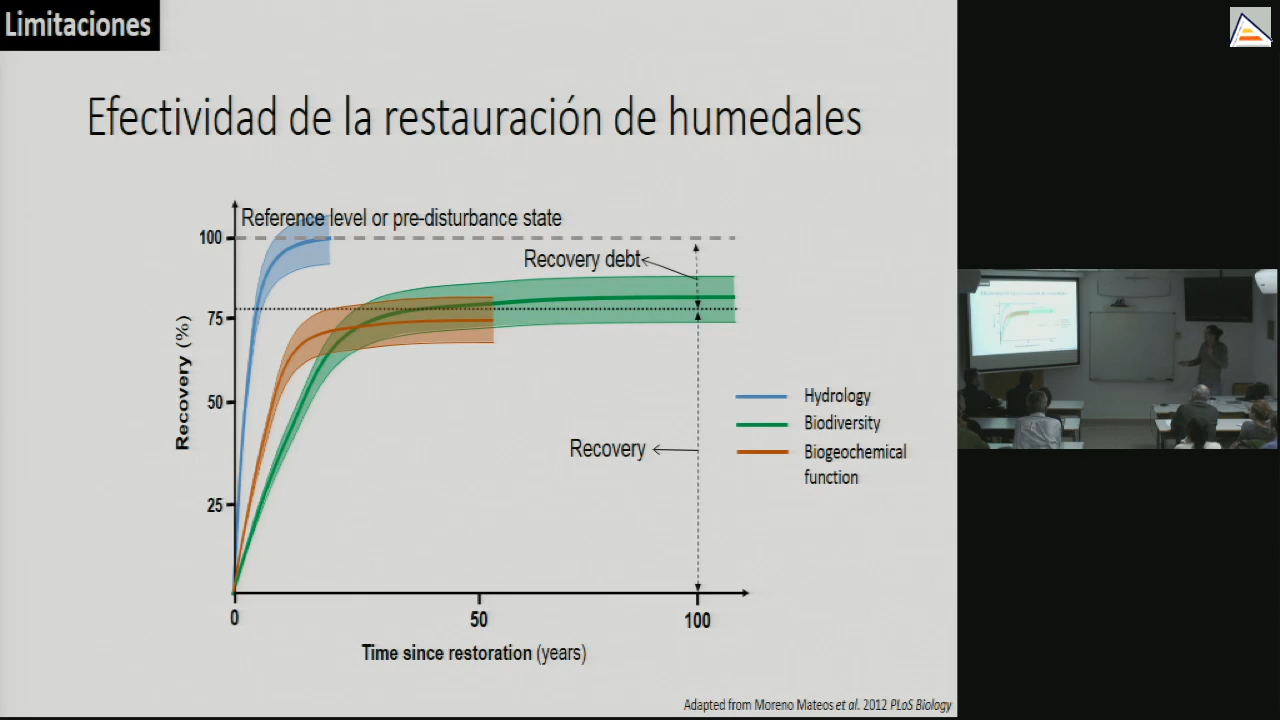 Limitaciones
Efectividad de la restauración de humedales
Reference level or pre-disturbance state
100
Recovery debt
75
Recovery (%)
50
Hydrology
Biodiversity
Recovery
Biogeochemical
function
25
0
50
100
Time since restoration (years)
Adapted from Moreno Mateos et al. 2012 PLoS Biology